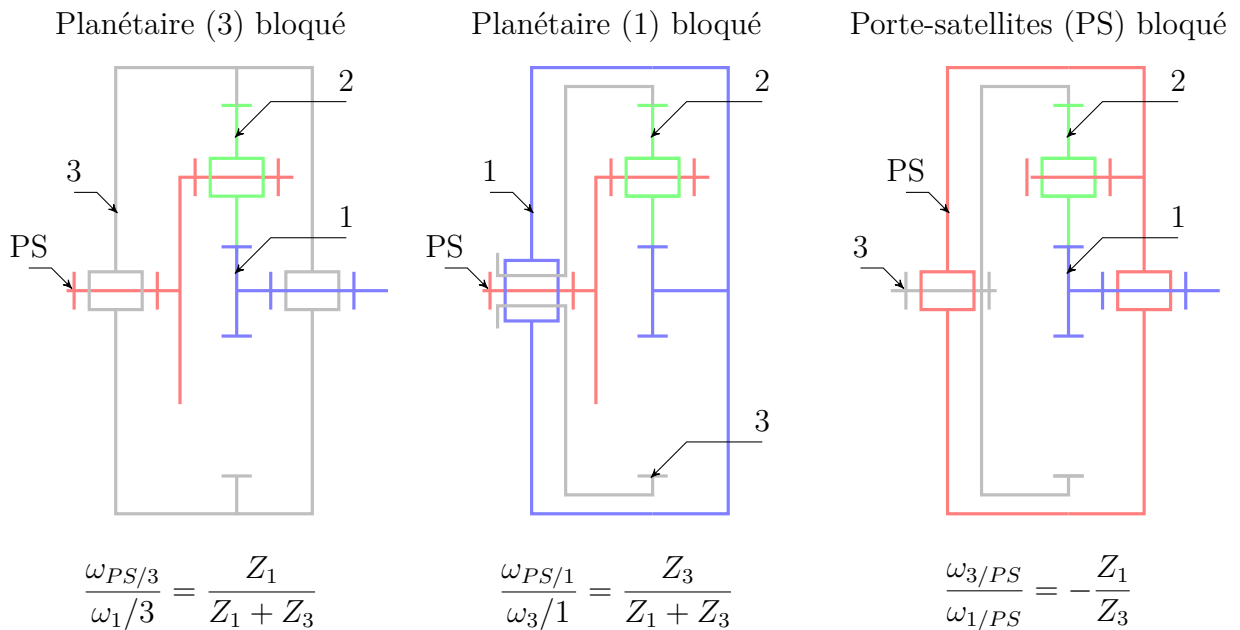 Planétaire (3) bloqué
2
3
1
PS
ω_{PS/3} / ω_1/3 = Z_1 / (Z_1 + Z_3)
Planétaire (1) bloqué
2
1
PS
3
ω_{PS/1} / ω_3/1 = Z_3 / (Z_1 + Z_3)
Porte-satellites (PS) bloqué
2
PS
1
3
ω_{3/PS} / ω_{1/PS} = - Z_1 / Z_3